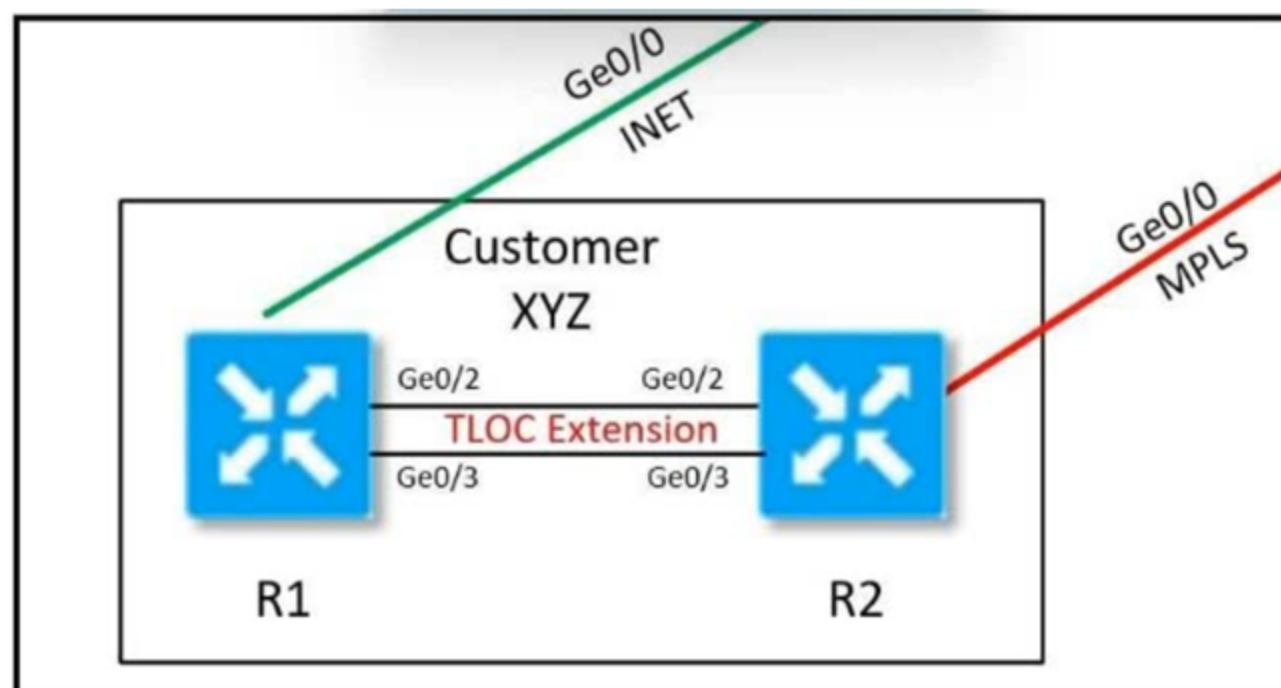 Ge0/0
INET
Ge0/0
MPLS
Customer
XYZ
Ge0/2
Ge0/2
TLOC Extension
Ge0/3
Ge0/3
R1
R2